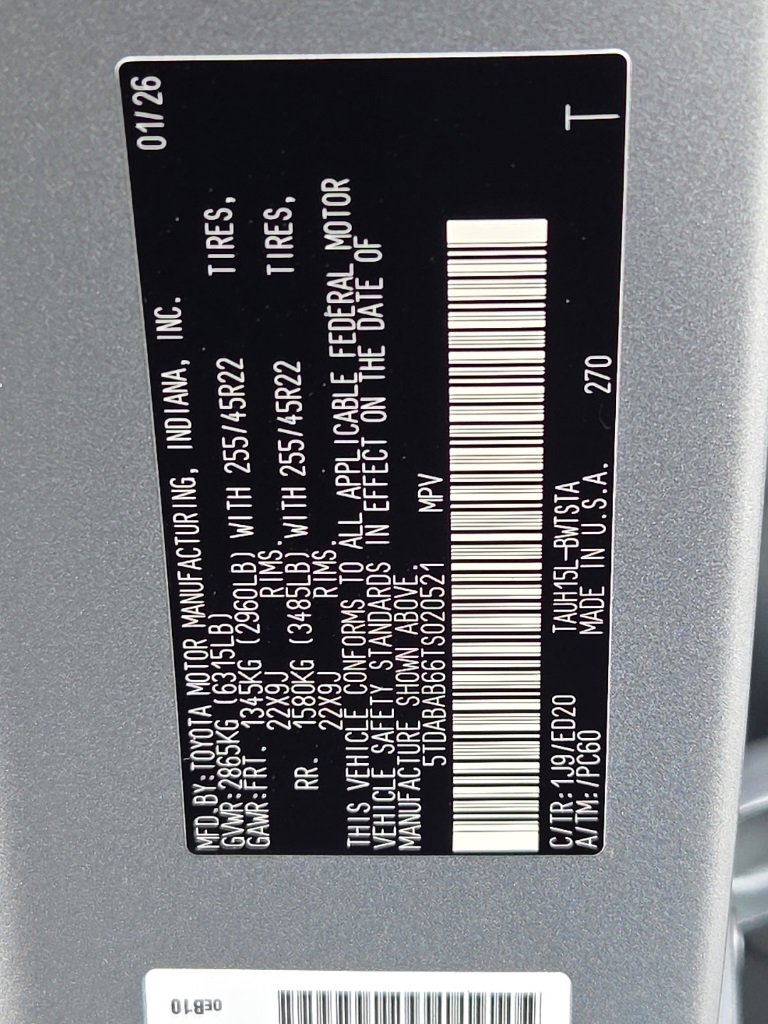 01/26
MFD.BY:TOYOTA MOTOR MANUFACTURING, INDIANA, INC.
GVWR:2865KG (6315LB)
GAWR:FRT. 1345KG (2960LB) WITH 255/45R22 TIRES,
22X9J RIMS.
RR. 1580KG (3485LB) WITH 255/45R22 TIRES,
22X9J RIMS.
THIS VEHICLE CONFORMS TO ALL APPLICABLE FEDERAL MOTOR
VEHICLE SAFETY STANDARDS IN EFFECT ON THE DATE OF
MANUFACTURE SHOWN ABOVE.
5TDABAB66TS020521 MPV
C/TR:1J9/ED20 TAUH15L-BWTSTA 270
A/TM:/PC60 MADE IN U.S.A.
T
0EB10